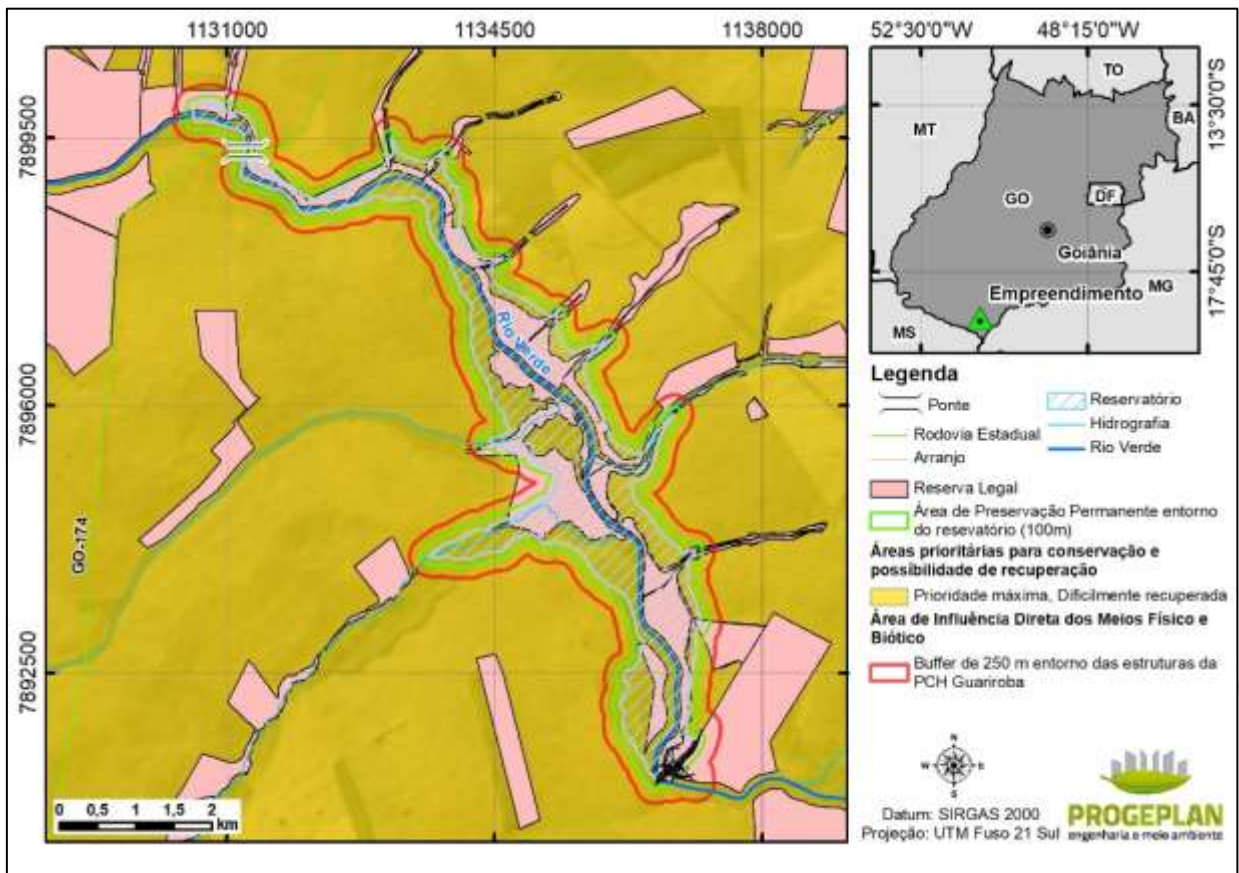 1131000
1134500
1138000
7899500
7896000
7892500
GO-174
Rio Verde
0 0,5 1 1,5 2
km
52°30'0"W
48°15'0"W
13°30'0"S
17°45'0"S
TO
BA
MT
GO
DF
Goiânia
Empreendimento
MG
MS
Legenda
Ponte
Rodovia Estadual
Arranjo
Reservatório
Hidrografia
Rio Verde
Reserva Legal
Área de Preservação Permanente entorno
do resevatório (100m)
Áreas prioritárias para conservação e
possibilidade de recuperação
Prioridade máxima, Dificilmente recuperada
Área de Influência Direta dos Meios Físico e
Biótico
Buffer de 250 m entorno das estruturas da
PCH Guariroba
N
W E
S
Datum: SIRGAS 2000
Projeção: UTM Fuso 21 Sul
PROGEPLAN
engenharia e meio ambiente